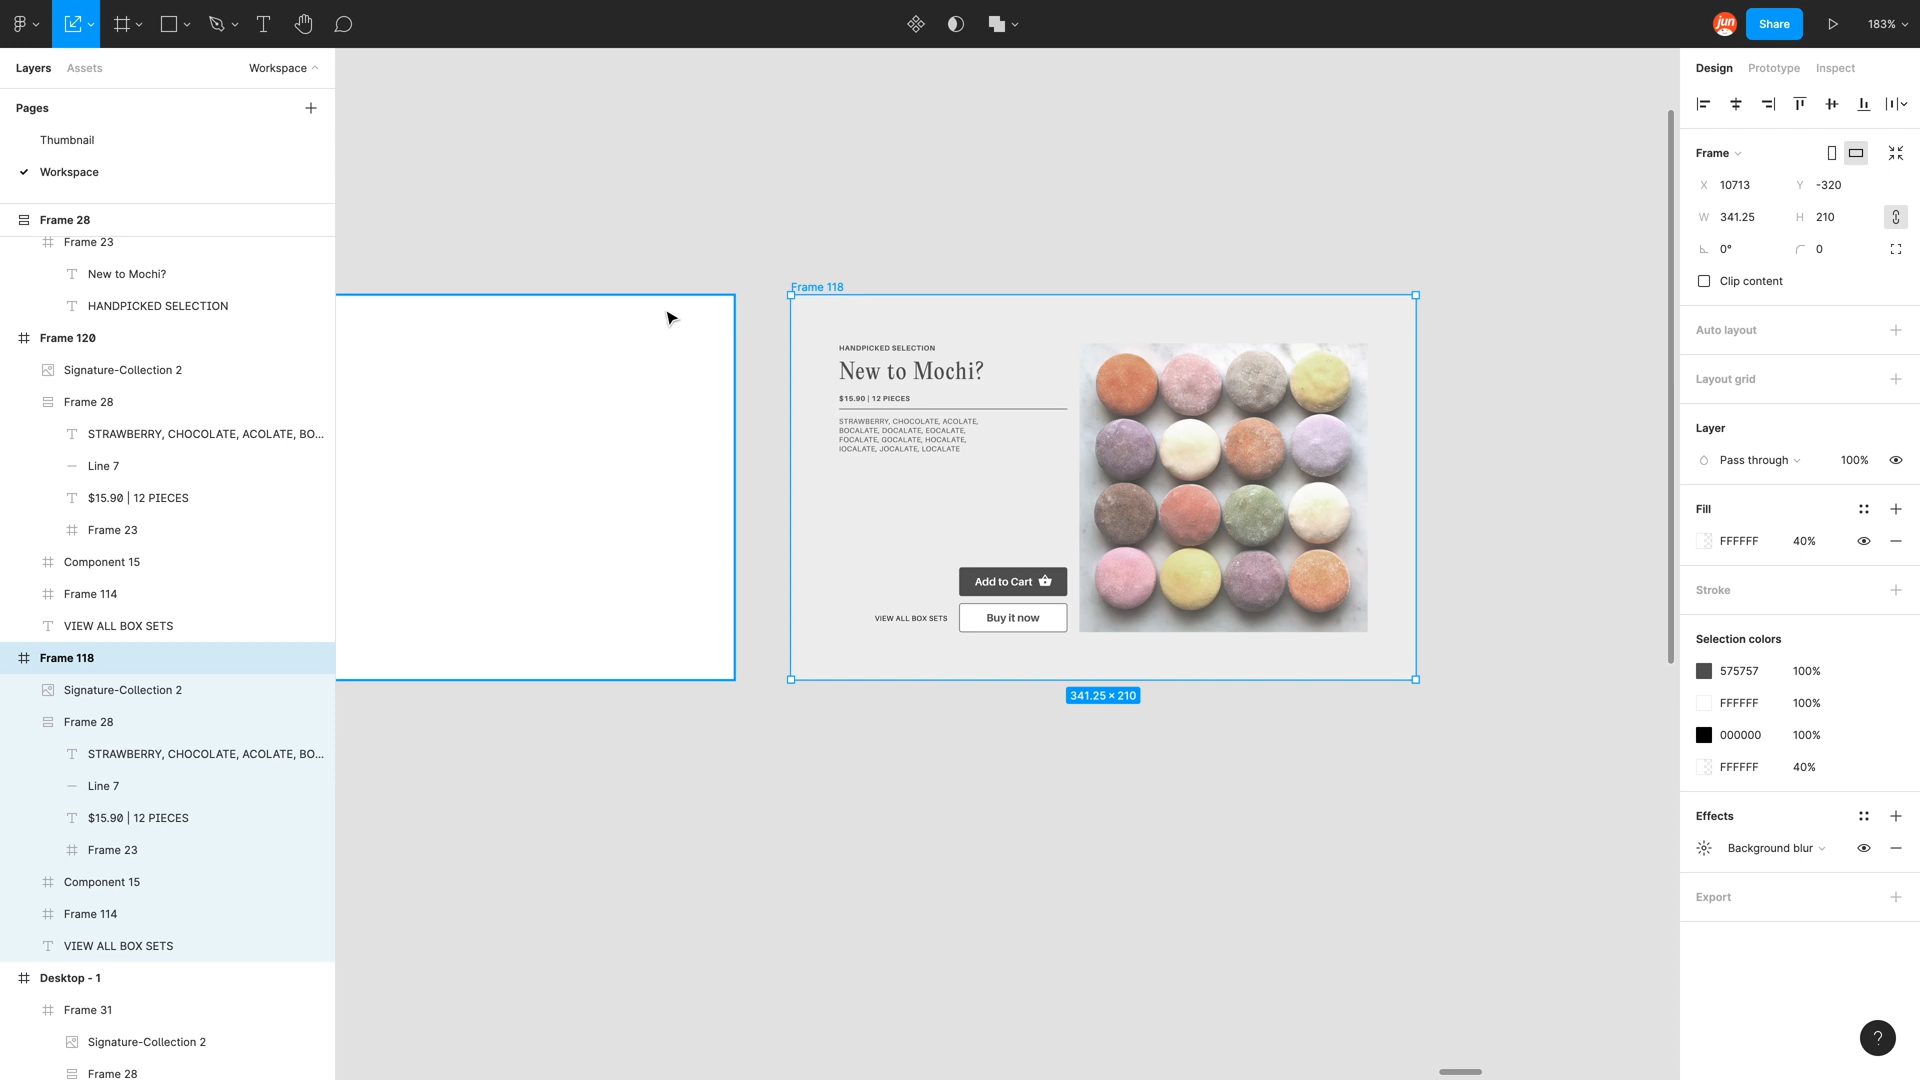 jun
Share
183%
Layers
Assets
Workspace
Pages
Thumbnail
Workspace
Frame 28
Frame 23
New to Mochi?
HANDPICKED SELECTION
Frame 120
Signature-Collection 2
Frame 28
STRAWBERRY, CHOCOLATE, ACOLATE, BO...
Line 7
$15.90 | 12 PIECES
Frame 23
Component 15
Frame 114
VIEW ALL BOX SETS
Frame 118
Signature-Collection 2
Frame 28
STRAWBERRY, CHOCOLATE, ACOLATE, BO...
Line 7
$15.90 | 12 PIECES
Frame 23
Component 15
Frame 114
VIEW ALL BOX SETS
Desktop - 1
Frame 31
Signature-Collection 2
Frame 28
Frame 118
HANDPICKED SELECTION
New to Mochi?
$15.90 | 12 PIECES
STRAWBERRY, CHOCOLATE, ACOLATE,
BOCALATE, DOCALATE, EOCALATE,
FOCALATE, GOCALATE, HOCALATE,
IOCALATE, JOCALATE, LOCALATE
Add to Cart
VIEW ALL BOX SETS
Buy it now
341.25 × 210
Design
Prototype
Inspect
Frame
X 10713 Y -320
W 341.25 H 210
0° 0
Clip content
Auto layout
Layout grid
Layer
Pass through 100%
Fill
FFFFFF 40%
Stroke
Selection colors
575757 100%
FFFFFF 100%
000000 100%
FFFFFF 40%
Effects
Background blur
Export
?